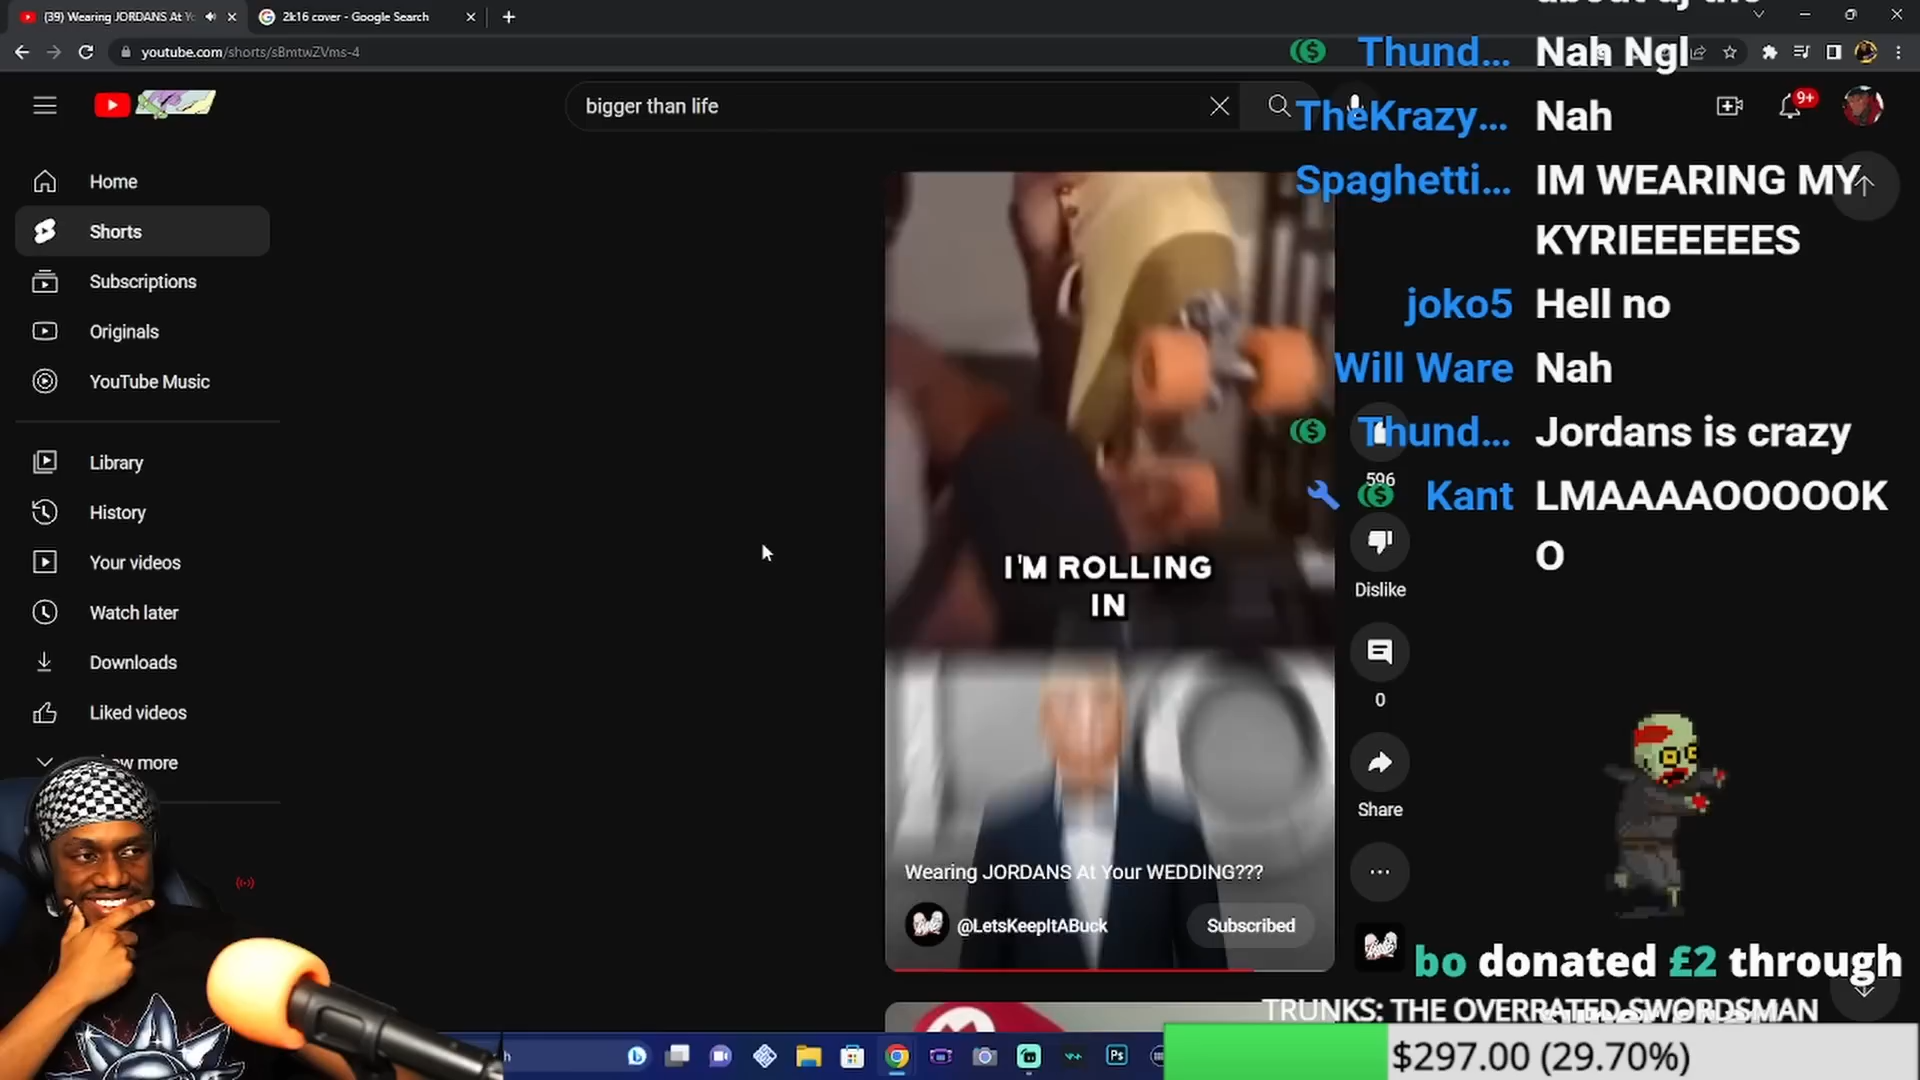 (39) Wearing JORDANS At Yo
2k16 cover - Google Search
youtube.com/shorts/sBmtwZVms-4
bigger than life
9+
Home
Shorts
Subscriptions
Originals
YouTube Music
Library
History
Your videos
Watch later
Downloads
Liked videos
I'M ROLLING
IN
Wearing JORDANS At Your WEDDING???
@LetsKeepItABuck
Subscribed
596
Dislike
0
Share
Thund... Nah Ngl
TheKrazy... Nah
Spaghetti... IM WEARING MY
KYRIEEEEEES
joko5 Hell no
Will Ware Nah
Thund... Jordans is crazy
Kant LMAAAAOOOOOK
O
bo donated £2 through
TRUNKS: THE OVERRATED SWORDSMAN
$297.00 (29.70%)
Ps